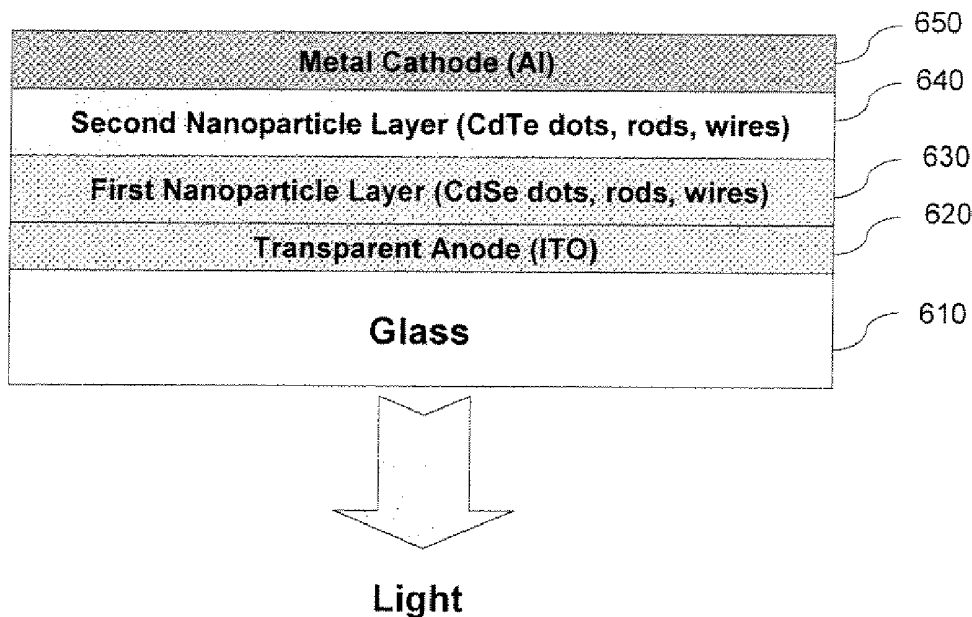 650
Metal Cathode (Al)
640
Second Nanoparticle Layer (CdTe dots, rods, wires)
630
First Nanoparticle Layer (CdSe dots, rods, wires)
620
Transparent Anode (ITO)
610
Glass
Light